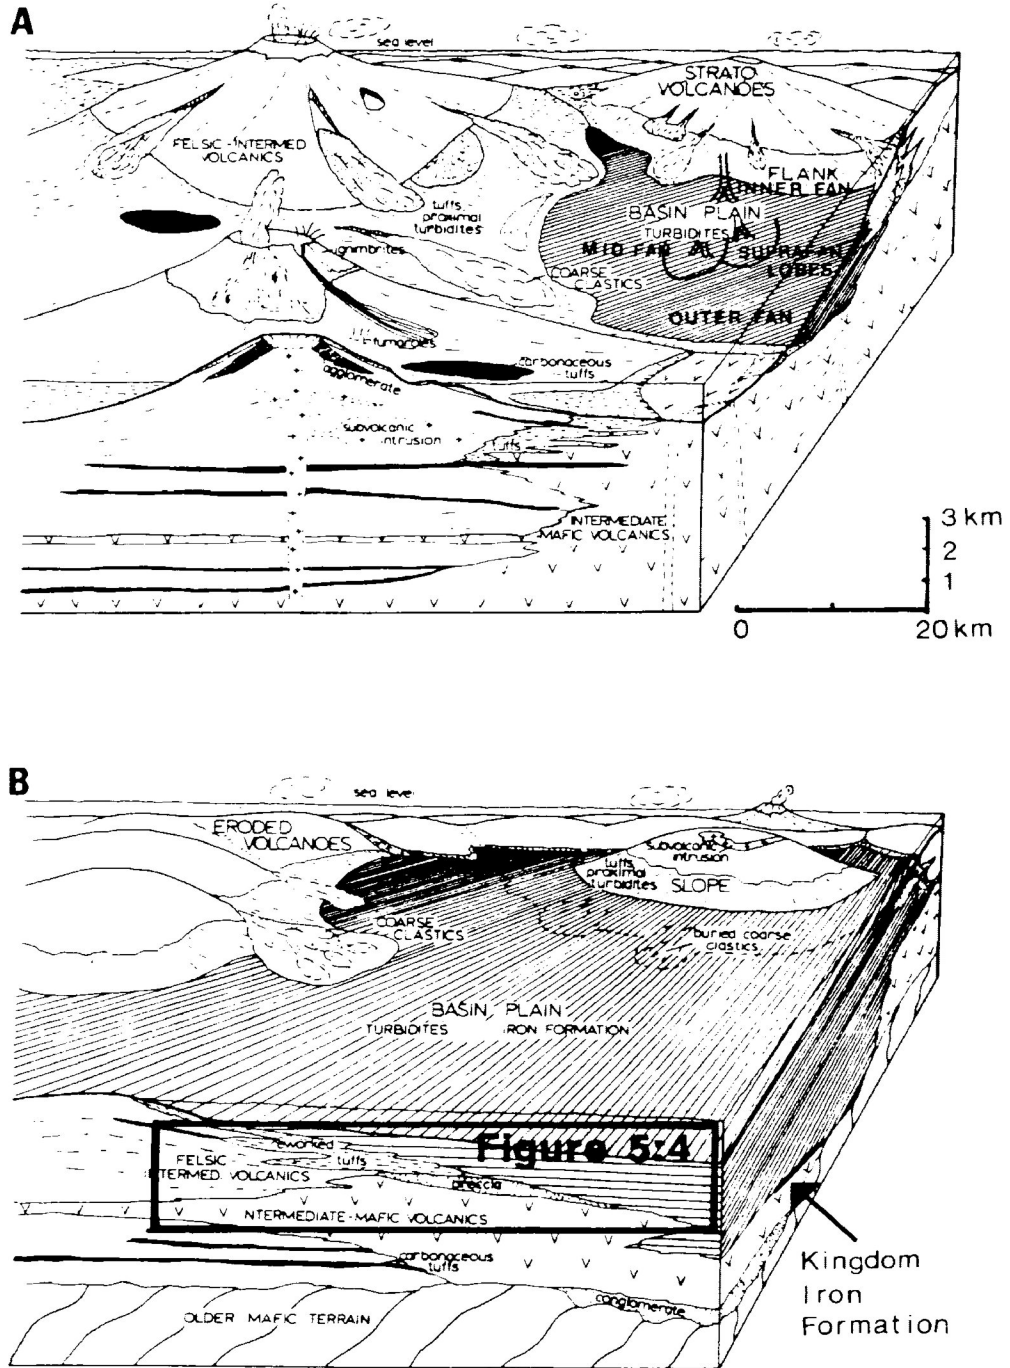 A
sea level
STRATO
VOLCANOES
FELSIC-INTERMED
VOLCANICS
FLANK
INNER FAN
tuffs,
proximal
turbidites
BASIN PLAIN
TURBIDITES
MID FAN
SUPRAFAN
LOBES
ignimbrites
COARSE
CLASTICS
OUTER FAN
fumaroles
carbonaceous
tuffs
agglomerate
subvolcanic
intrusion
tuffs
INTERMEDIATE
MAFIC VOLCANICS
3 km
2
1
0
20 km
B
sea level
ERODED
VOLCANOES
subvolcanic
intrusion
tuffs
proximal
turbidites
SLOPE
COARSE
CLASTICS
buried coarse
clastics
BASIN PLAIN
TURBIDITES
IRON FORMATION
reworked
tuffs
Figure 5:4
FELSIC
INTERMED VOLCANICS
breccia
INTERMEDIATE-MAFIC VOLCANICS
carbonaceous
tuffs
conglomerate
OLDER MAFIC TERRAIN
Kingdom
Iron
Formation